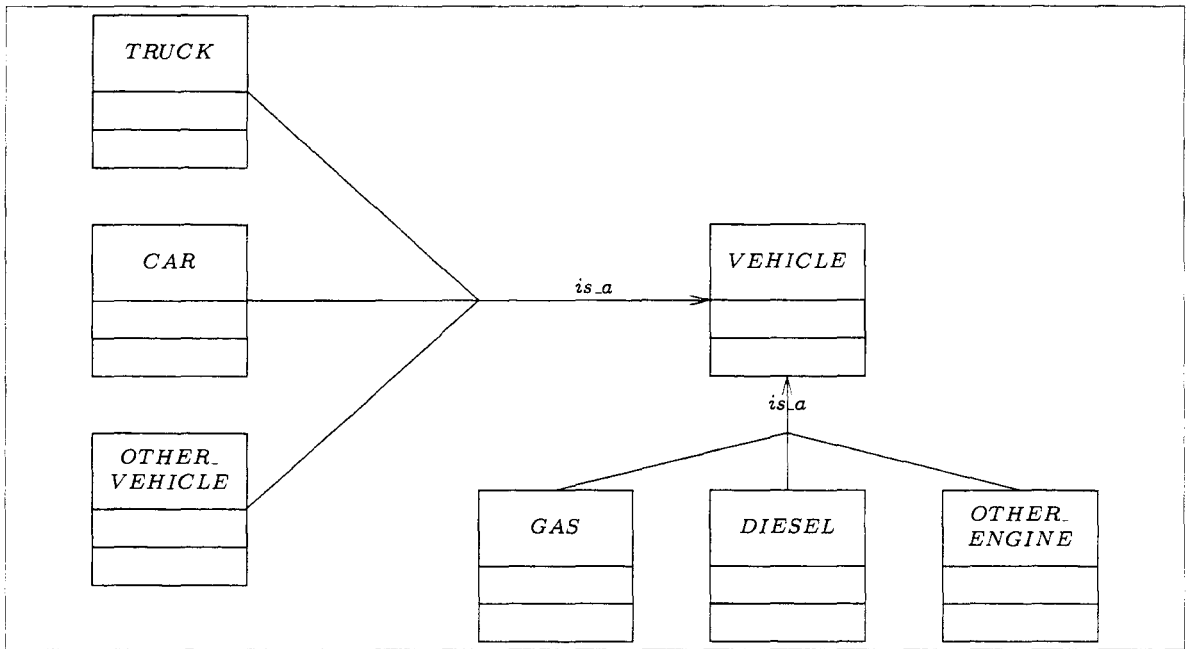 TRUCK
CAR
VEHICLE
is_a
is_a
OTHER_
VEHICLE
GAS
DIESEL
OTHER_
ENGINE